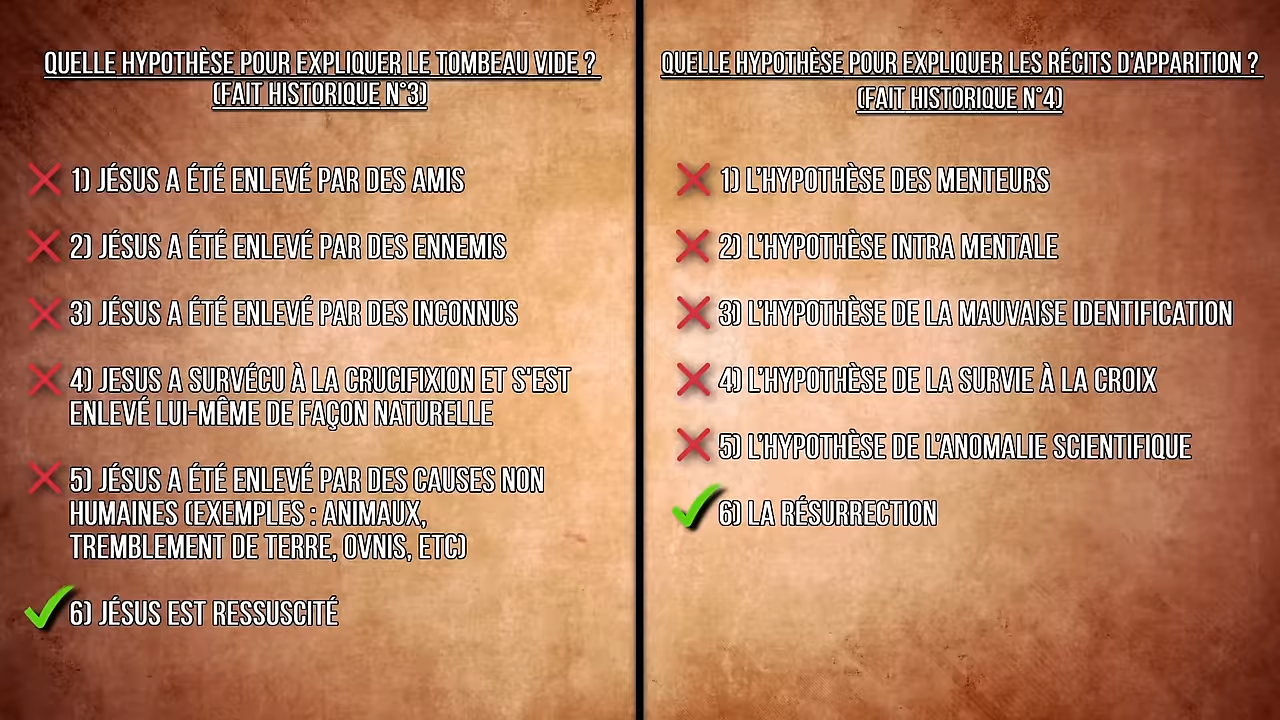 QUELLE HYPOTHÈSE POUR EXPLIQUER LE TOMBEAU VIDE ?
(FAIT HISTORIQUE N°3)
1) JÉSUS A ÉTÉ ENLEVÉ PAR DES AMIS
2) JÉSUS A ÉTÉ ENLEVÉ PAR DES ENNEMIS
3) JÉSUS A ÉTÉ ENLEVÉ PAR DES INCONNUS
4) JESUS A SURVÉCU À LA CRUCIFIXION ET S'EST
ENLEVÉ LUI-MÊME DE FAÇON NATURELLE
5) JÉSUS A ÉTÉ ENLEVÉ PAR DES CAUSES NON
HUMAINES (EXEMPLES : ANIMAUX,
TREMBLEMENT DE TERRE, OVNIS, ETC)
6) JÉSUS EST RESSUSCITÉ
QUELLE HYPOTHÈSE POUR EXPLIQUER LES RÉCITS D'APPARITION ?
(FAIT HISTORIQUE N°4)
1) L'HYPOTHÈSE DES MENTEURS
2) L'HYPOTHÈSE INTRA MENTALE
3) L'HYPOTHÈSE DE LA MAUVAISE IDENTIFICATION
4) L'HYPOTHÈSE DE LA SURVIE À LA CROIX
5) L'HYPOTHÈSE DE L'ANOMALIE SCIENTIFIQUE
6) LA RÉSURRECTION